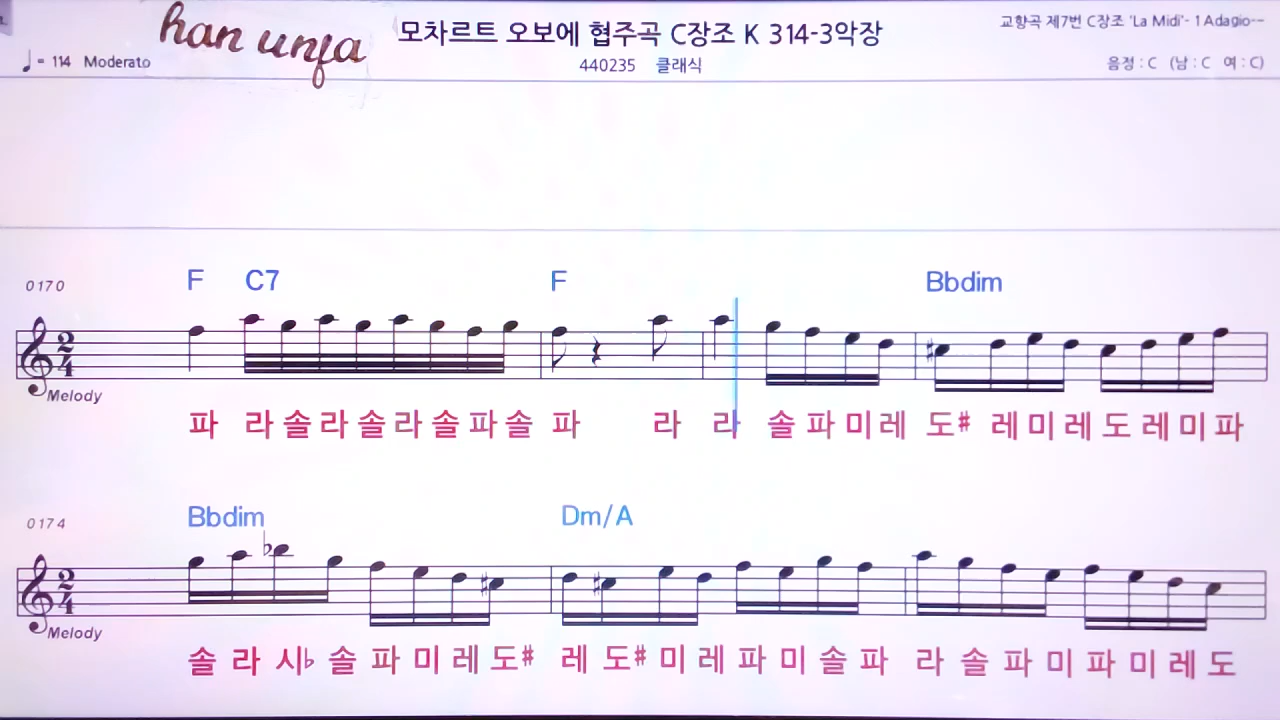 han unfa
모차르트 오보에 협주곡 C장조 K 314-3악장
교향곡 제7번 C장조 'La Midi'- 1 Adagio--
♩= 114 Moderato
440235 클래식
음정 : C (남 : C 여 : C)
0170
F C7 F Bbdim
2
4
Melody
파 라 솔 라 솔 라 솔 파 솔 파 라 라 솔 파 미 레 도# 레 미 레 도 레 미 파
0174
Bbdim Dm/A
2
4
Melody
솔 라 시♭ 솔 파 미 레 도# 레 도# 미 레 파 미 솔 파 라 솔 파 미 파 미 레 도